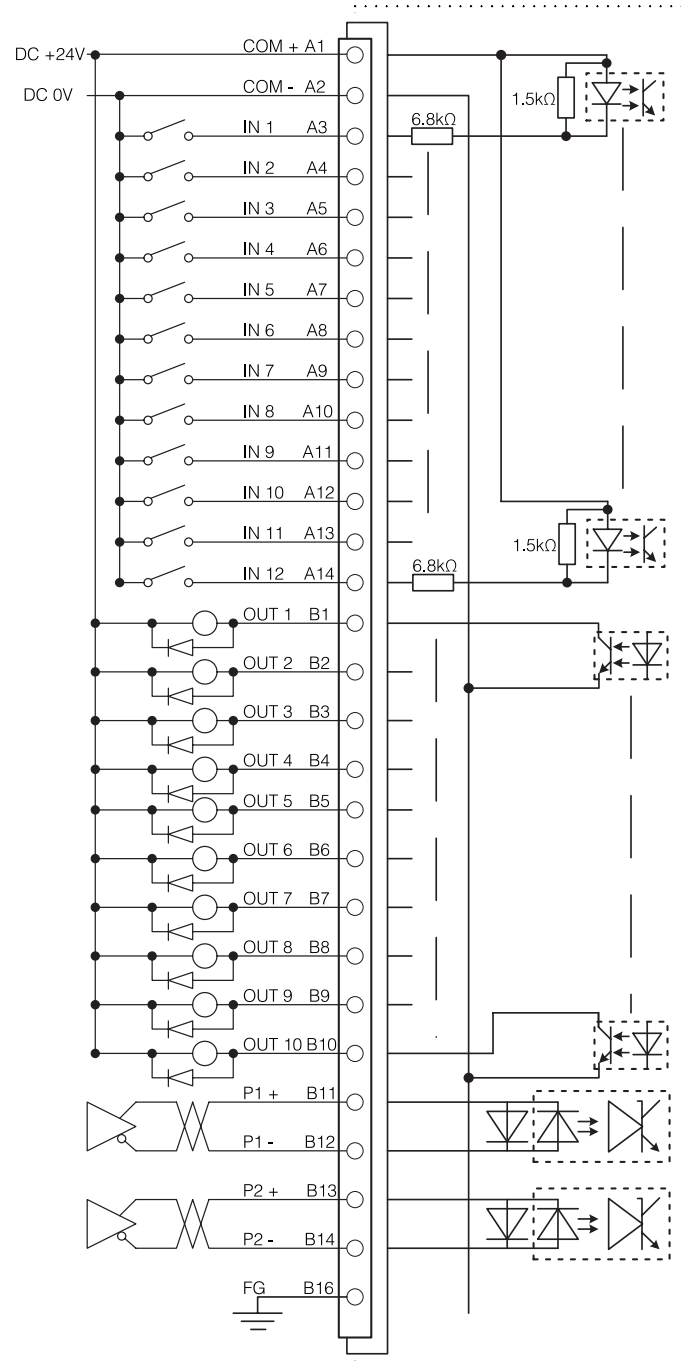 DC +24V COM + A1
DC 0V COM - A2
1.5kΩ
6.8kΩ
IN 1 A3
IN 2 A4
IN 3 A5
IN 4 A6
IN 5 A7
IN 6 A8
IN 7 A9
IN 8 A10
IN 9 A11
IN 10 A12
IN 11 A13
1.5kΩ
6.8kΩ
IN 12 A14
OUT 1 B1
OUT 2 B2
OUT 3 B3
OUT 4 B4
OUT 5 B5
OUT 6 B6
OUT 7 B7
OUT 8 B8
OUT 9 B9
OUT 10 B10
P1 + B11
P1 - B12
P2 + B13
P2 - B14
FG B16